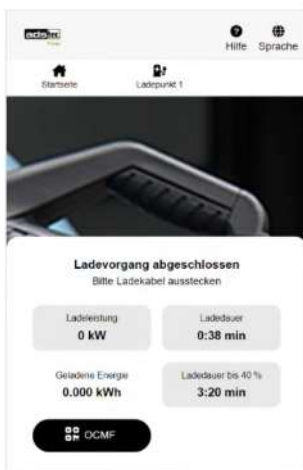 adstec
Hilfe Sprache
Startseite Ladepunkt 1
Ladevorgang abgeschlossen
Bitte Ladekabel ausstecken
Ladeleistung Ladedauer
0 kW 0:38 min
Geladene Energie Ladedauer bis 40 %
0.000 kWh 3:20 min
OCMF